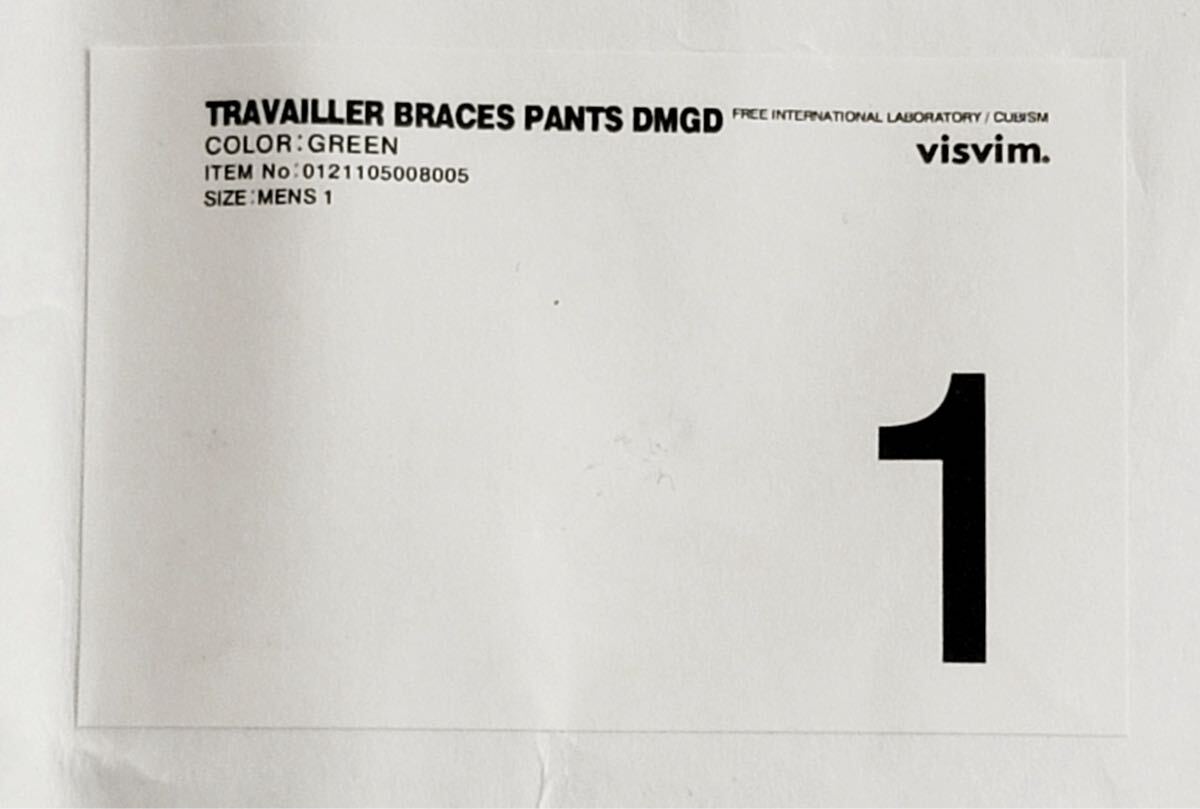 TRAVAILLER BRACES PANTS DMGD FREE INTERNATIONAL LABORATORY / CUBISM
COLOR:GREEN visvim.
ITEM No:0121105008005
SIZE:MENS 1
1